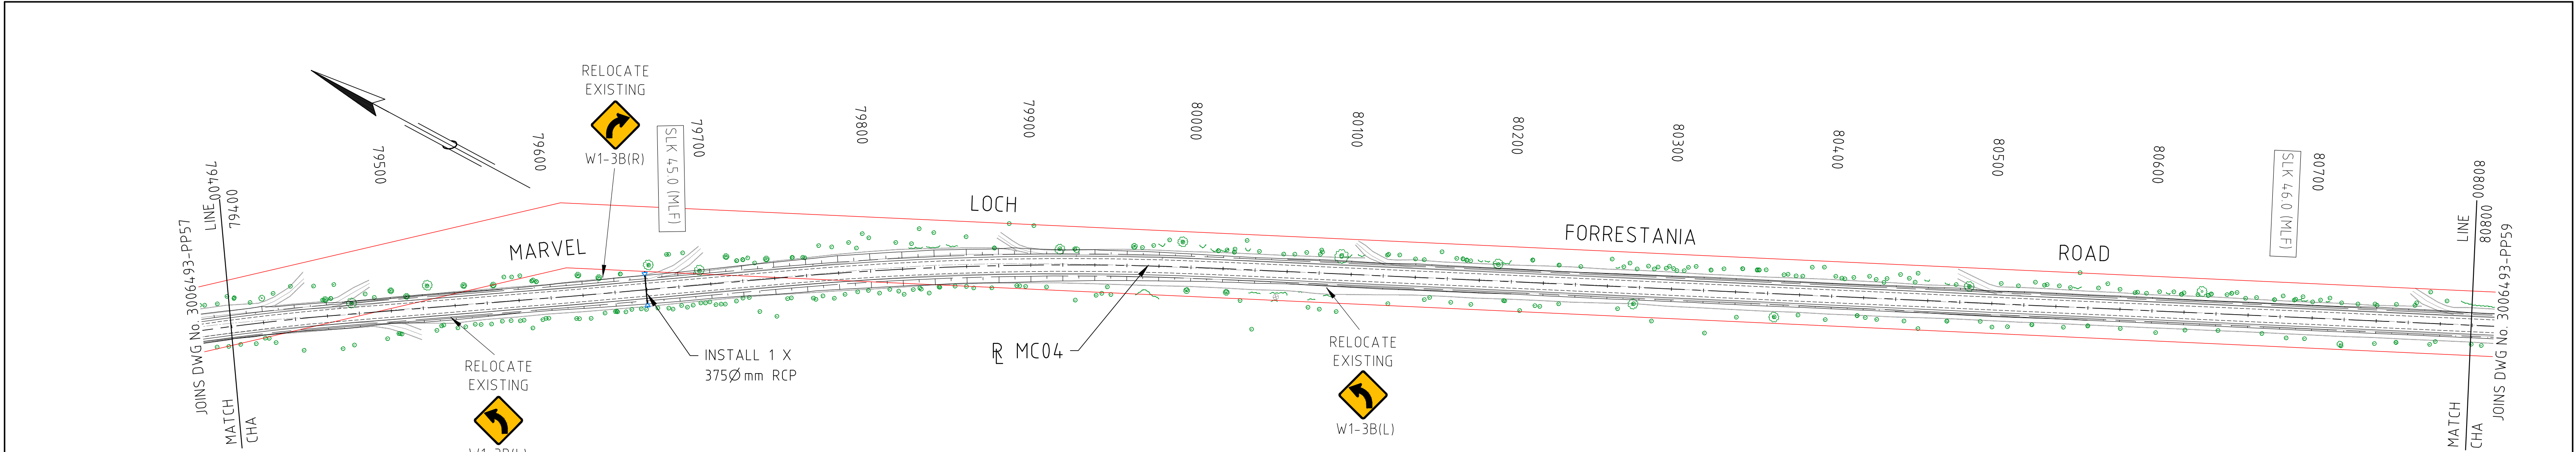 RELOCATE
EXISTING
W1-3B(R)
SLK 45.0 (MLF)
79400
79400
79500
79600
79700
79800
79900
80000
80100
80200
80300
80400
80500
80600
80700
80800
80800
SLK 46.0 (MLF)
JOINS DWG No. 3006493-PP57
MATCH LINE
CHA
MARVEL LOCH FORRESTANIA ROAD
RELOCATE
EXISTING
INSTALL 1 X
375Ø mm RCP
RL MC04
RELOCATE
EXISTING
W1-3B(L)
MATCH LINE
CHA
JOINS DWG No. 3006493-PP59